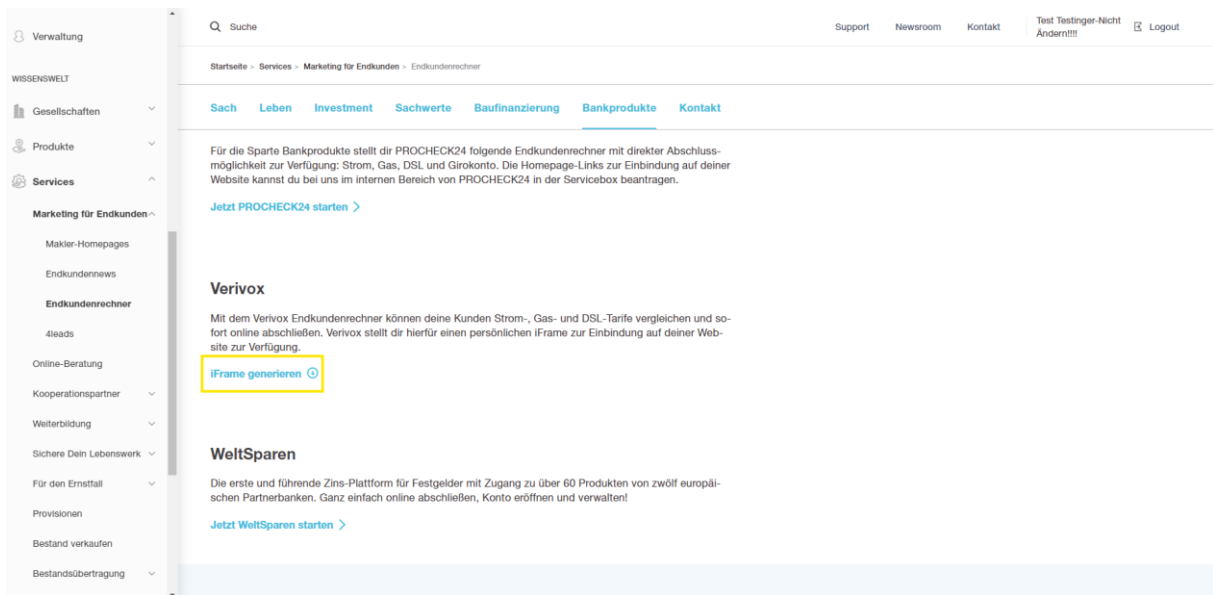 Verwaltung
WISSENSWELT
Gesellschaften
Produkte
Services
Marketing für Endkunden
Makler-Homepages
Endkundennews
Endkundenrechner
4leads
Online-Beratung
Kooperationspartner
Weiterbildung
Sichere Dein Lebenswerk
Für den Ernstfall
Provisionen
Bestand verkaufen
Bestandsübertragung
Suche
Support Newsroom Kontakt Test Testinger-Nicht Ändern!!!! Logout
Startseite > Services > Marketing für Endkunden > Endkundenrechner
Sach Leben Investment Sachwerte Baufinanzierung Bankprodukte Kontakt
Für die Sparte Bankprodukte stellt dir PROCHECK24 folgende Endkundenrechner mit direkter Abschluss-
möglichkeit zur Verfügung: Strom, Gas, DSL und Girokonto. Die Homepage-Links zur Einbindung auf deiner
Website kannst du bei uns im internen Bereich von PROCHECK24 in der Servicebox beantragen.
Jetzt PROCHECK24 starten >
Verivox
Mit dem Verivox Endkundenrechner können deine Kunden Strom-, Gas- und DSL-Tarife vergleichen und so-
fort online abschließen. Verivox stellt dir hierfür einen persönlichen iFrame zur Einbindung auf deiner Web-
site zur Verfügung.
iFrame generieren
WeltSparen
Die erste und führende Zins-Plattform für Festgelder mit Zugang zu über 60 Produkten von zwölf europäi-
schen Partnerbanken. Ganz einfach online abschließen, Konto eröffnen und verwalten!
Jetzt WeltSparen starten >